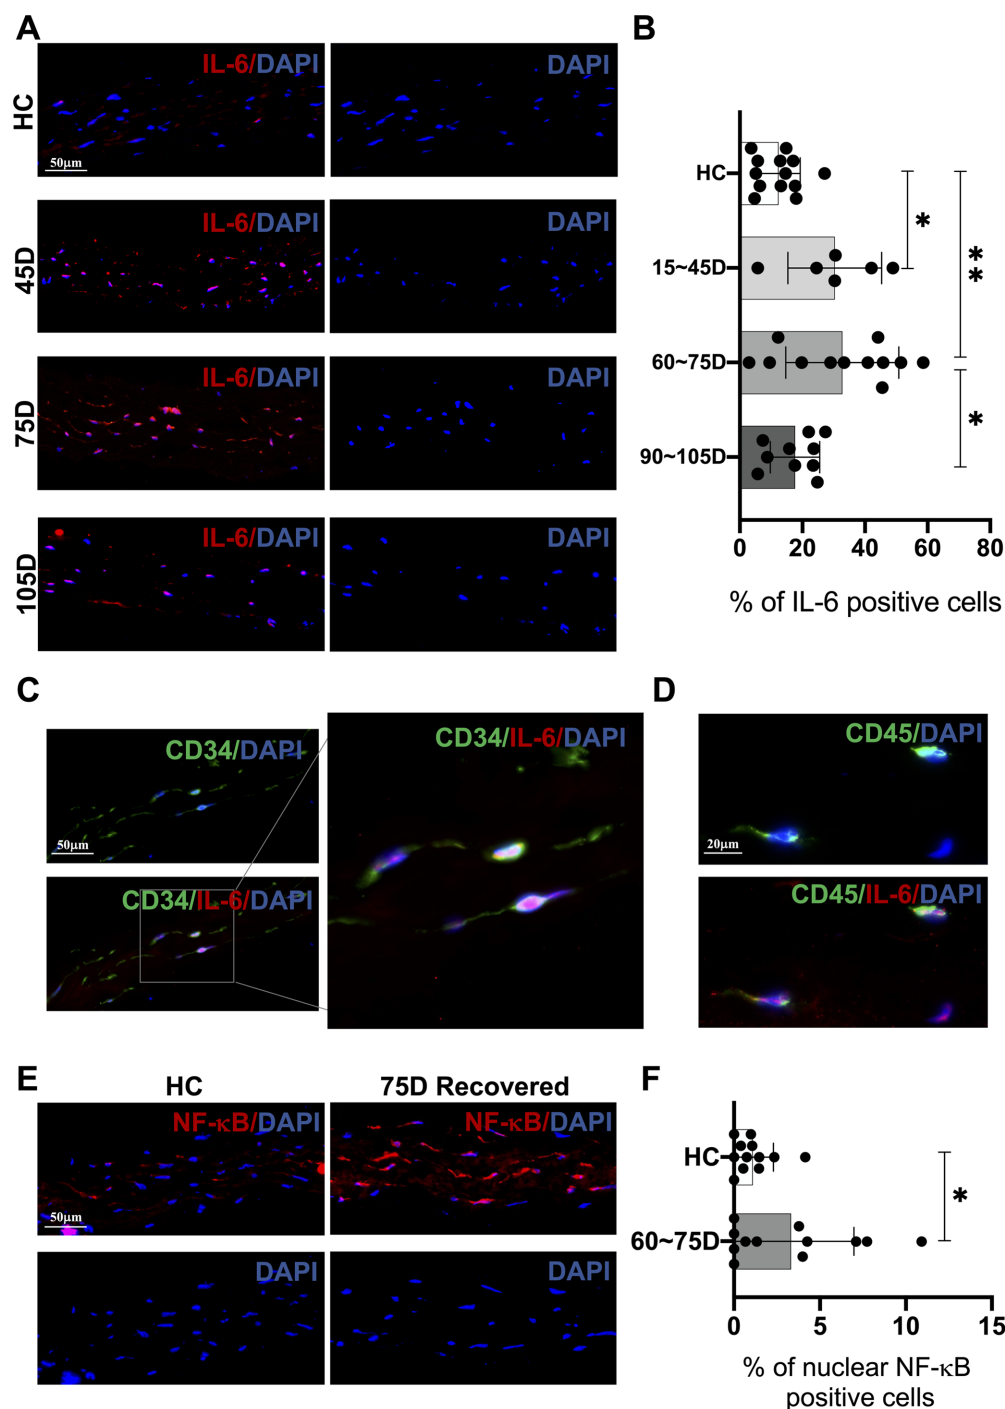 A
IL-6/DAPI
DAPI
HC
50μm
IL-6/DAPI
DAPI
45D
IL-6/DAPI
DAPI
75D
IL-6/DAPI
DAPI
105D
B
HC
15~45D
60~75D
90~105D
*
**
*
0 20 40 60 80
% of IL-6 positive cells
C
CD34/DAPI
50μm
CD34/IL-6/DAPI
CD34/IL-6/DAPI
D
CD45/DAPI
20μm
CD45/IL-6/DAPI
E
HC
75D Recovered
NF-κB/DAPI
NF-κB/DAPI
50μm
DAPI
DAPI
F
HC
60~75D
*
0 5 10 15
% of nuclear NF-κB
positive cells